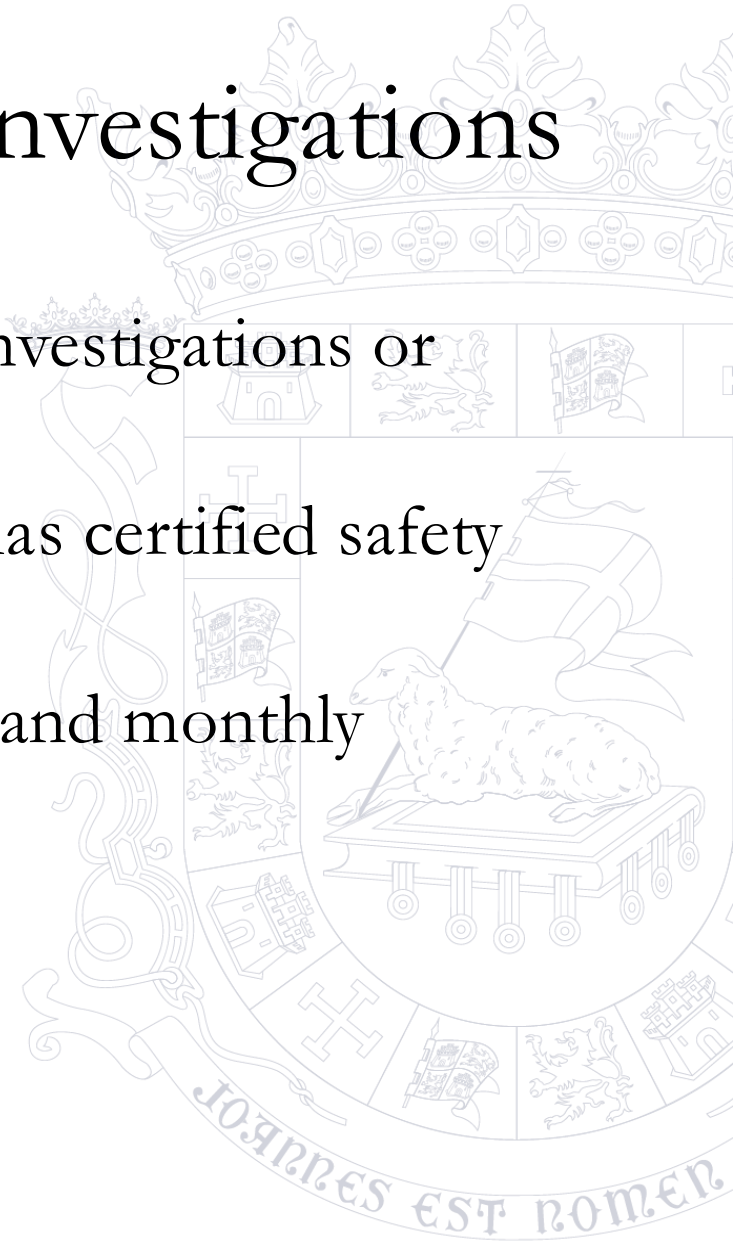 nvestigations
nvestigations or
as certified safety
and monthly
JOANNES EST NOMEN